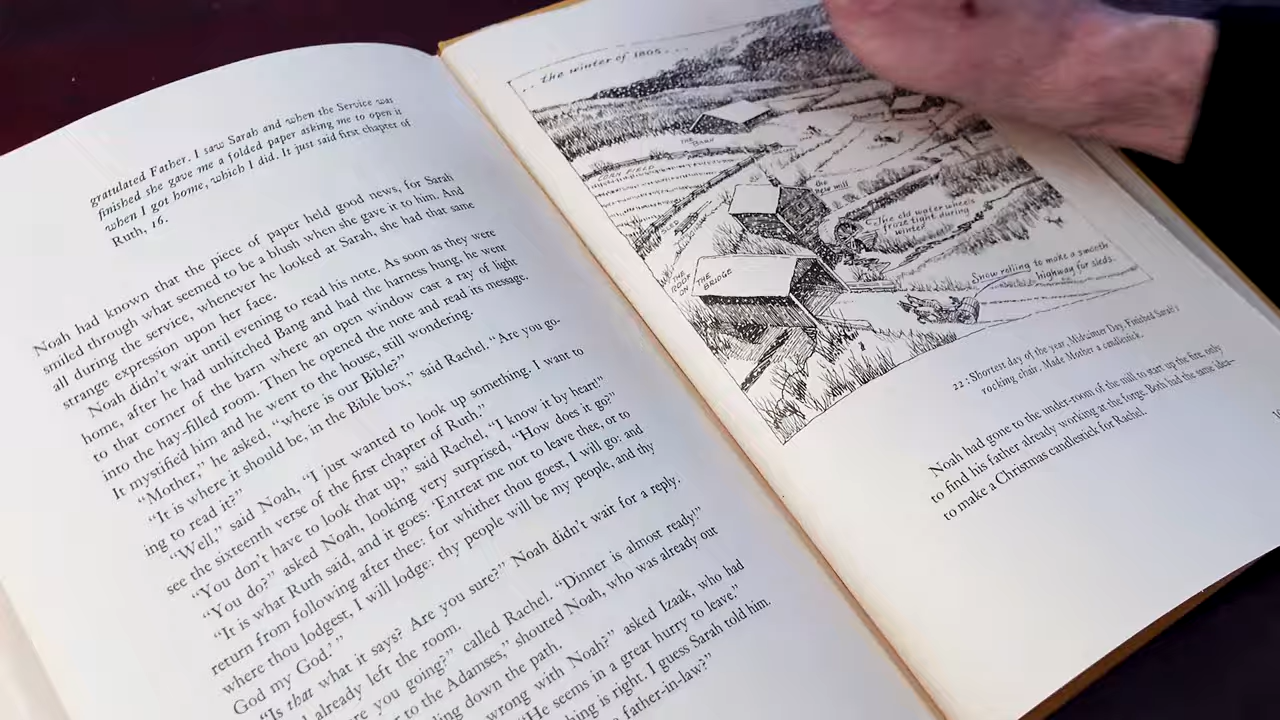 gratulated Father. I saw Sarah and when the Service was
finished she gave me a folded paper asking me to open it
when I got home, which I did. It just said first chapter of
Ruth, 16.
Noah had known that the piece of paper held good news, for Sarah
smiled through what seemed to be a blush when she gave it to him. And
all during the service, whenever he looked at Sarah, she had that same
strange expression upon her face.
Noah didn't wait until evening to read his note. As soon as they were
home, after he had unhitched Bang and had the harness hung, he went
to that corner of the barn where an open window cast a ray of light
into the hay-filled room. Then he opened the note and read its message.
It mystified him and he went to the house, still wondering.
"Mother," he asked, "where is our Bible?"
"It is where it should be, in the Bible box," said Rachel. "Are you go-
ing to read it?"
"Well," said Noah, "I just wanted to look up something. I want to
see the sixteenth verse of the first chapter of Ruth."
"You don't have to look that up," said Rachel, "I know it by heart!"
"You do?" asked Noah, looking very surprised, "How does it go?"
"It is what Ruth said, and it goes: 'Entreat me not to leave thee, or to
return from following after thee: for whither thou goest, I will go: and
where thou lodgest, I will lodge: thy people will be my people, and thy
God my God.'"
"Is that what it says? Are you sure?" Noah didn't wait for a reply.
already left the room.
are you going?" called Rachel. "Dinner is almost ready!"
to the Adamses," shouted Noah, who was already out
down the path.
wrong with Noah?" asked Izaak, who had
"He seems in a great hurry to leave."
is right. I guess Sarah told him.
father-in-law?"
the winter of 1805 . . .
THE BARN
CORN FIELD
the new mill
the old waterwheel
froze tight during
winter
THE ROOF ON
THE BRIDGE
Snow rolling to make a smooth
highway for sleds.
22: Shortest day of the year, Midwinter Day. Finished Sarah's
rocking chair. Made Mother a candlestick.
Noah had gone to the under-room of the mill to start up the fire, only
to find his father already working at the forge. Both had the same idea—
to make a Christmas candlestick for Rachel.